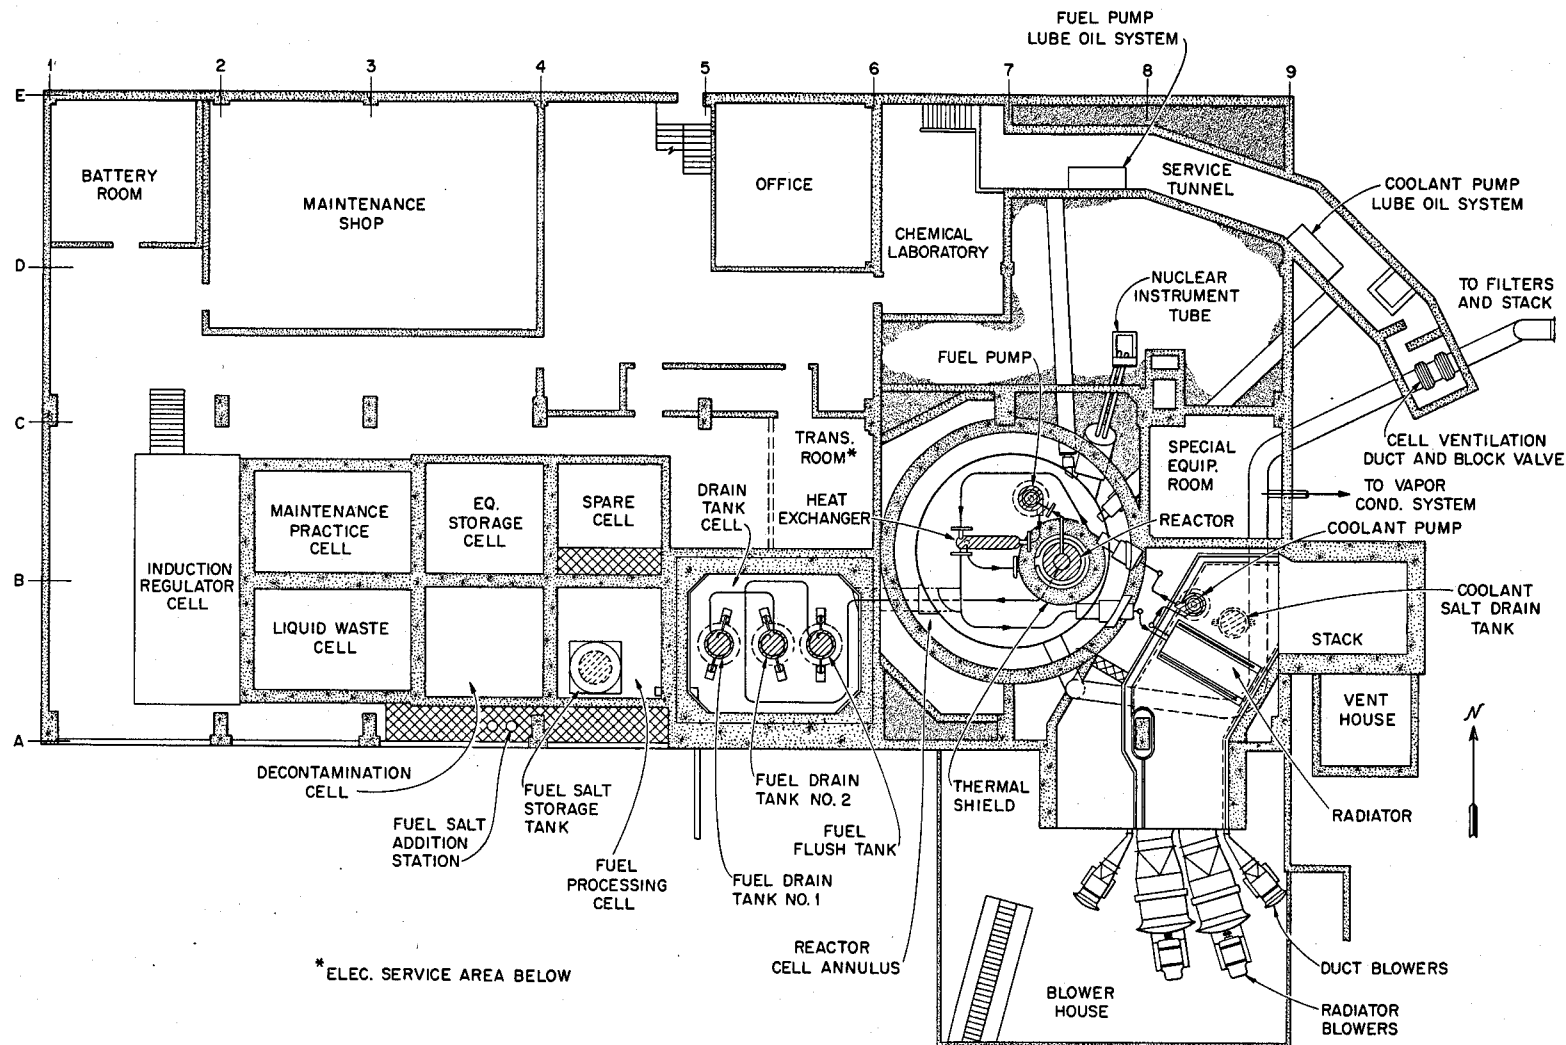 FUEL PUMP
LUBE OIL SYSTEM
1
2
3
4
5
6
7
8
9
E
D
C
B
A
BATTERY
ROOM
MAINTENANCE
SHOP
OFFICE
CHEMICAL
LABORATORY
SERVICE
TUNNEL
COOLANT PUMP
LUBE OIL SYSTEM
NUCLEAR
INSTRUMENT
TUBE
TO FILTERS
AND STACK
FUEL PUMP
TRANS.
ROOM*
SPECIAL
EQUIP.
ROOM
CELL VENTILATION
DUCT AND BLOCK VALVE
MAINTENANCE
PRACTICE
CELL
EQ.
STORAGE
CELL
SPARE
CELL
DRAIN
TANK
CELL
HEAT
EXCHANGER
TO VAPOR
COND. SYSTEM
REACTOR
COOLANT PUMP
INDUCTION
REGULATOR
CELL
LIQUID WASTE
CELL
COOLANT
SALT DRAIN
TANK
STACK
VENT
HOUSE
N
DECONTAMINATION
CELL
FUEL SALT
STORAGE
TANK
FUEL DRAIN
TANK NO. 2
THERMAL
SHIELD
RADIATOR
FUEL SALT
ADDITION
STATION
FUEL
FLUSH TANK
FUEL
PROCESSING
CELL
FUEL DRAIN
TANK NO. 1
REACTOR
CELL ANNULUS
*ELEC. SERVICE AREA BELOW
BLOWER
HOUSE
DUCT BLOWERS
RADIATOR
BLOWERS